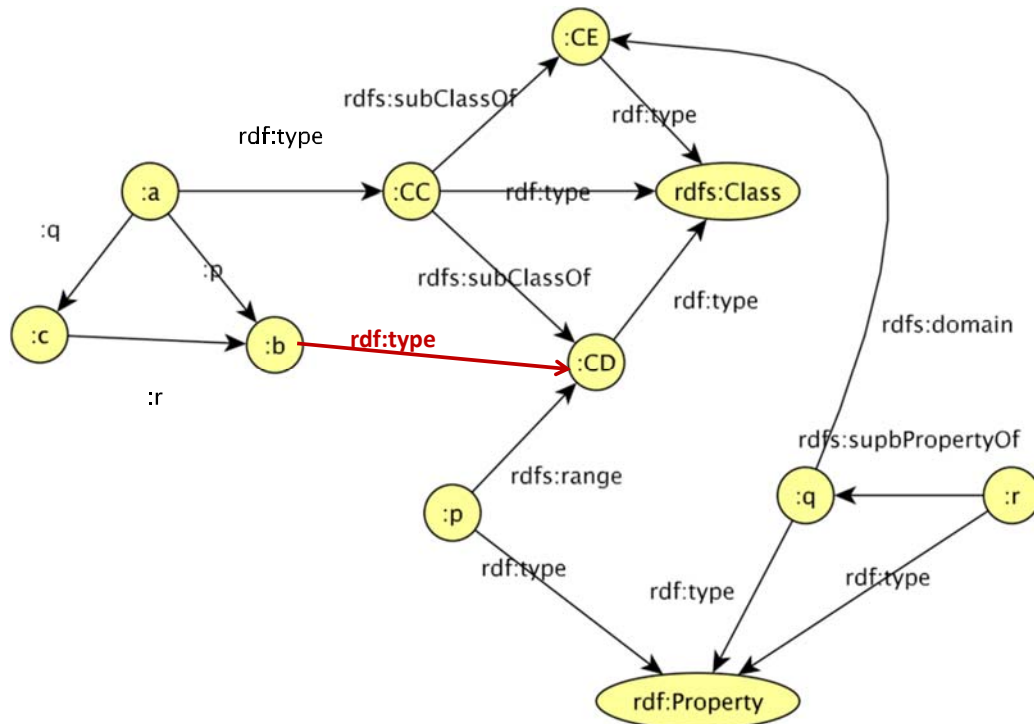 :CE
rdfs:subClassOf
rdf:type
rdf:type
:a
:CC
rdf:type
rdfs:Class
:q
:p
rdfs:subClassOf
rdf:type
:c
:b
rdf:type
:CD
rdfs:domain
:r
rdfs:supbPropertyOf
rdfs:range
:p
:q
:r
rdf:type
rdf:type
rdf:type
rdf:Property